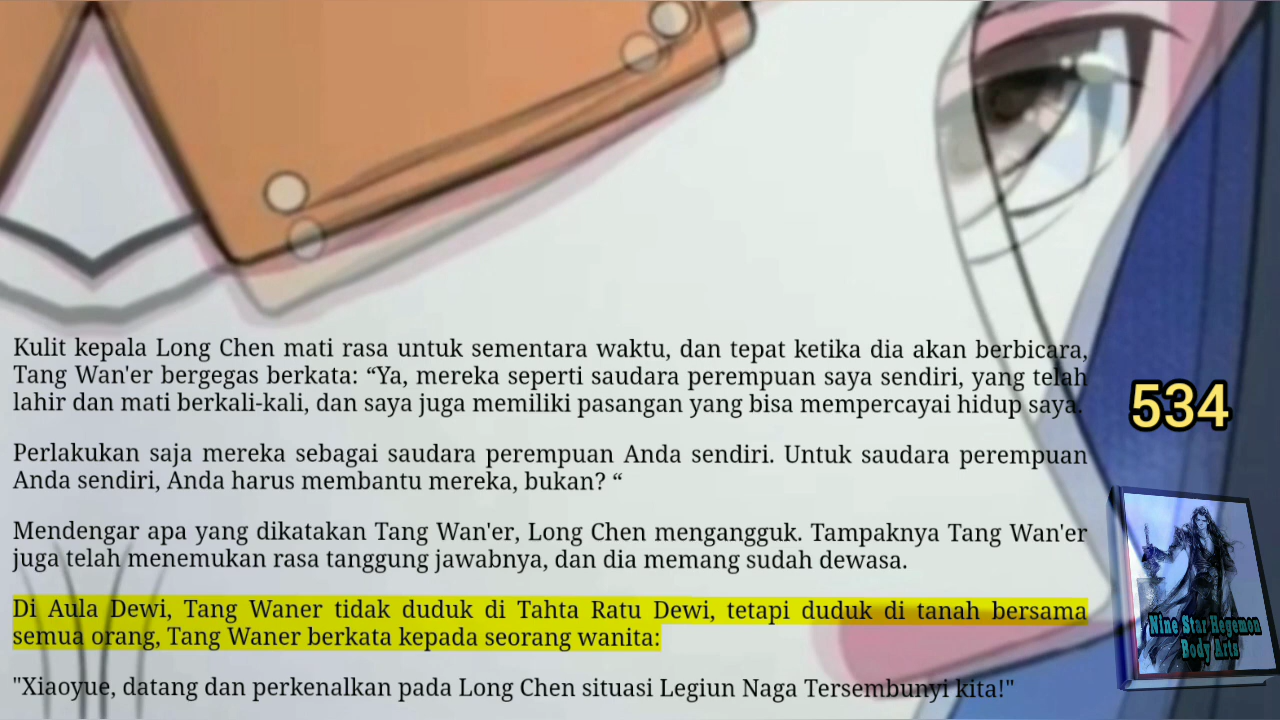 Kulit kepala Long Chen mati rasa untuk sementara waktu, dan tepat ketika dia akan berbicara,
Tang Wan'er bergegas berkata: “Ya, mereka seperti saudara perempuan saya sendiri, yang telah
lahir dan mati berkali-kali, dan saya juga memiliki pasangan yang bisa mempercayai hidup saya.
Perlakukan saja mereka sebagai saudara perempuan Anda sendiri. Untuk saudara perempuan
Anda sendiri, Anda harus membantu mereka, bukan? “
Mendengar apa yang dikatakan Tang Wan'er, Long Chen mengangguk. Tampaknya Tang Wan'er
juga telah menemukan rasa tanggung jawabnya, dan dia memang sudah dewasa.
Di Aula Dewi, Tang Waner tidak duduk di Tahta Ratu Dewi, tetapi duduk di tanah bersama
semua orang, Tang Waner berkata kepada seorang wanita:
"Xiaoyue, datang dan perkenalkan pada Long Chen situasi Legiun Naga Tersembunyi kita!"
534
Nine Star Hegemon
Body Arts